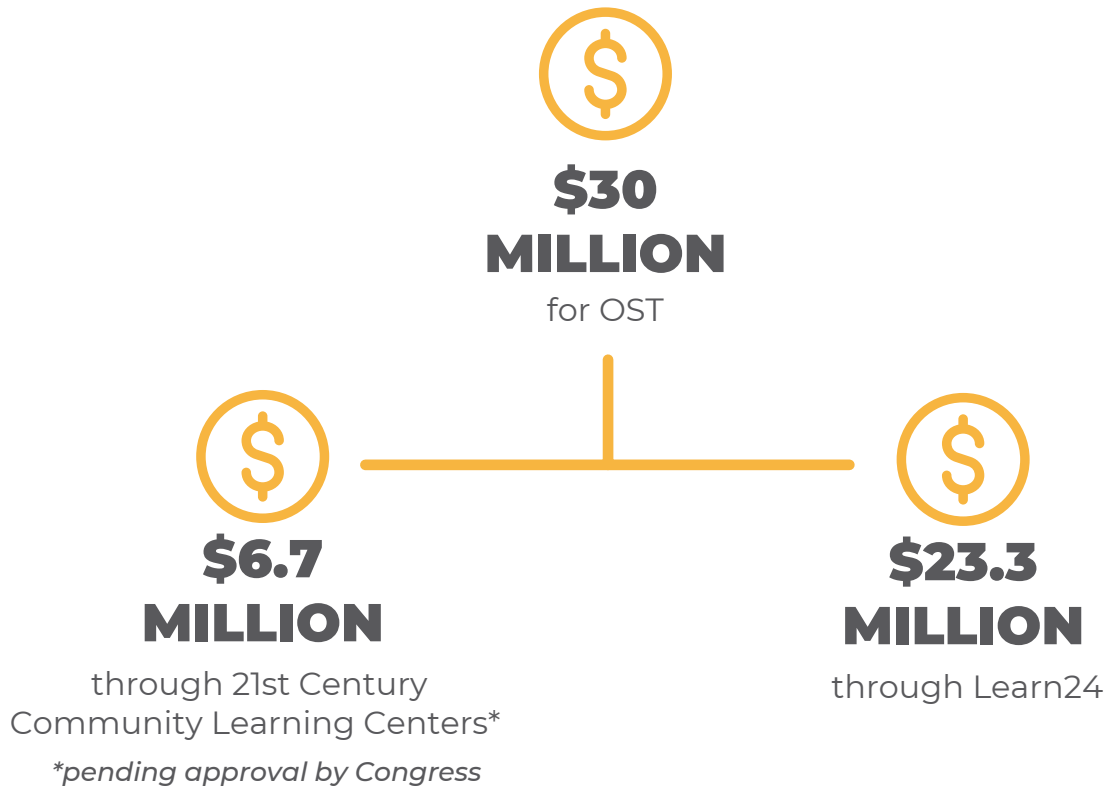 $30
MILLION
for OST
$6.7
MILLION
through 21st Century
Community Learning Centers*
*pending approval by Congress
$23.3
MILLION
through Learn24